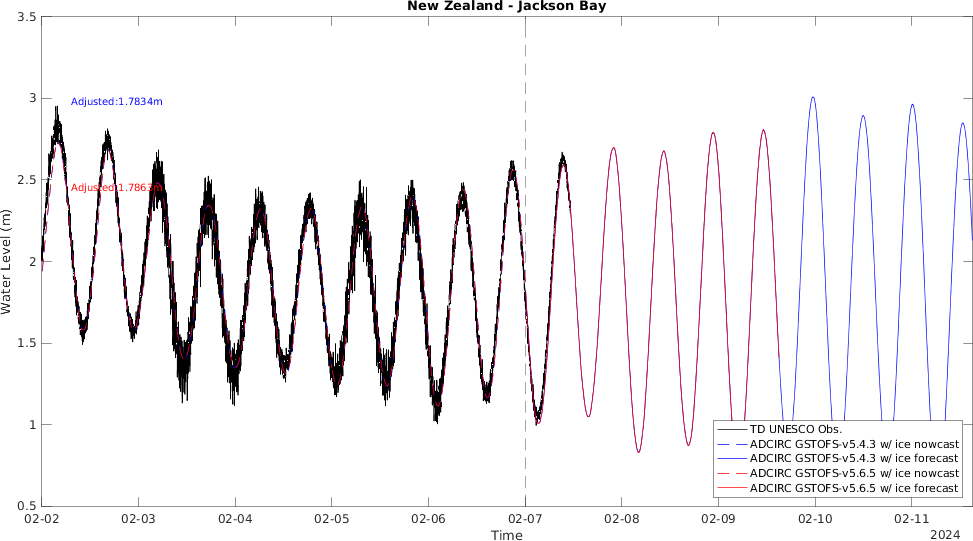 New Zealand - Jackson Bay
3.5
3
2.5
2
1.5
1
0.5
Water Level (m)
Adjusted:1.7834m
Adjusted:1.7863m
02-02 02-03 02-04 02-05 02-06 02-07 02-08 02-09 02-10 02-11
Time
2024
TD UNESCO Obs.
ADCIRC GSTOFS-v5.4.3 w/ ice nowcast
ADCIRC GSTOFS-v5.4.3 w/ ice forecast
ADCIRC GSTOFS-v5.6.5 w/ ice nowcast
ADCIRC GSTOFS-v5.6.5 w/ ice forecast